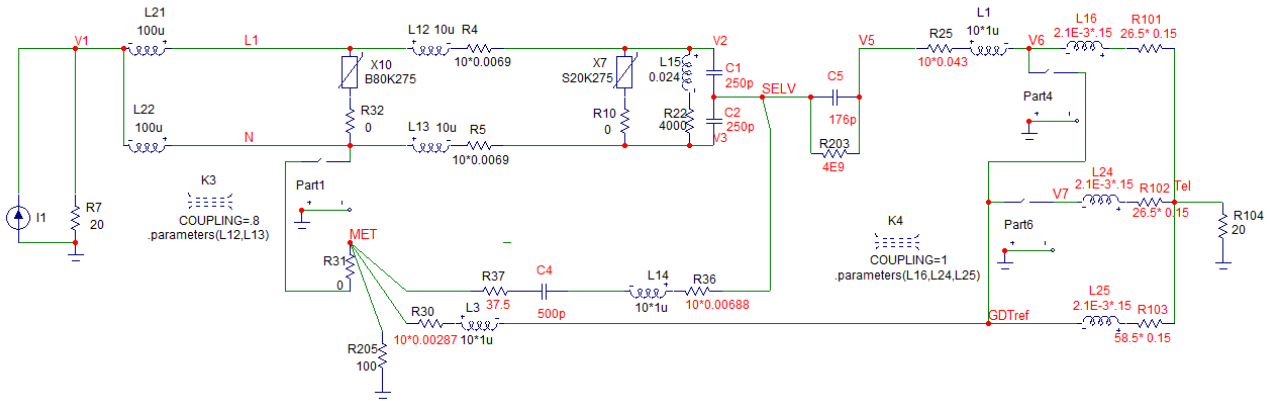 L21
100u
V1
L1
L12 10u R4
10*0.0069
X10
B80K275
R32
0
L22
100u
N
L13 10u R5
10*0.0069
X7
S20K275
R10
0
L15
0.024
R22
4000
V2
C1
250p
C2
250p
V3
SELV
C5
176p
R203
4E9
V5
R25
10*0.043
L1
10*1u
V6
L16
2.1E-3*.15
R101
26.5* 0.15
Part4
L24
2.1E-3*.15
V7
R102
26.5* 0.15
Tel
R104
20
Part6
K4
COUPLING=1
.parameters(L16,L24,L25)
L25
2.1E-3*.15
R103
58.5* 0.15
GDTref
I1
R7
20
K3
COUPLING=.8
.parameters(L12,L13)
Part1
MET
R31
0
R37
37.5
C4
500p
L14
10*1u
R36
10*0.00688
R30
10*0.00287
L3
10*1u
R205
100